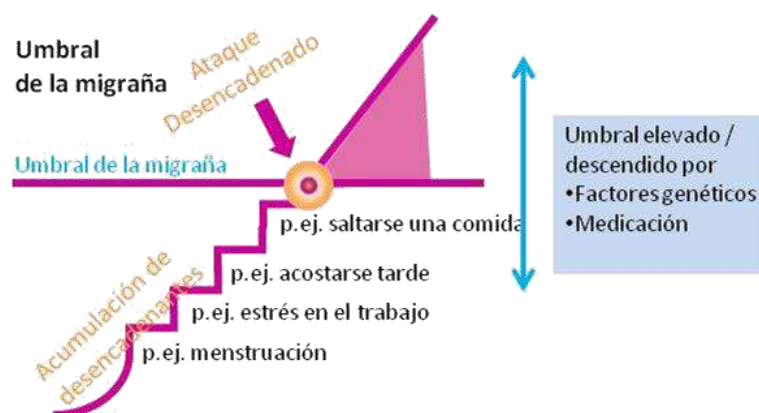 Umbral
de la migraña
Ataque
Desencadenado
Umbral de la migraña
Umbral elevado /
descendido por
•Factores genéticos
•Medicación
p.ej. saltarse una comida
p.ej. acostarse tarde
p.ej. estrés en el trabajo
p.ej. menstruación
Acumulación de
desencadenantes